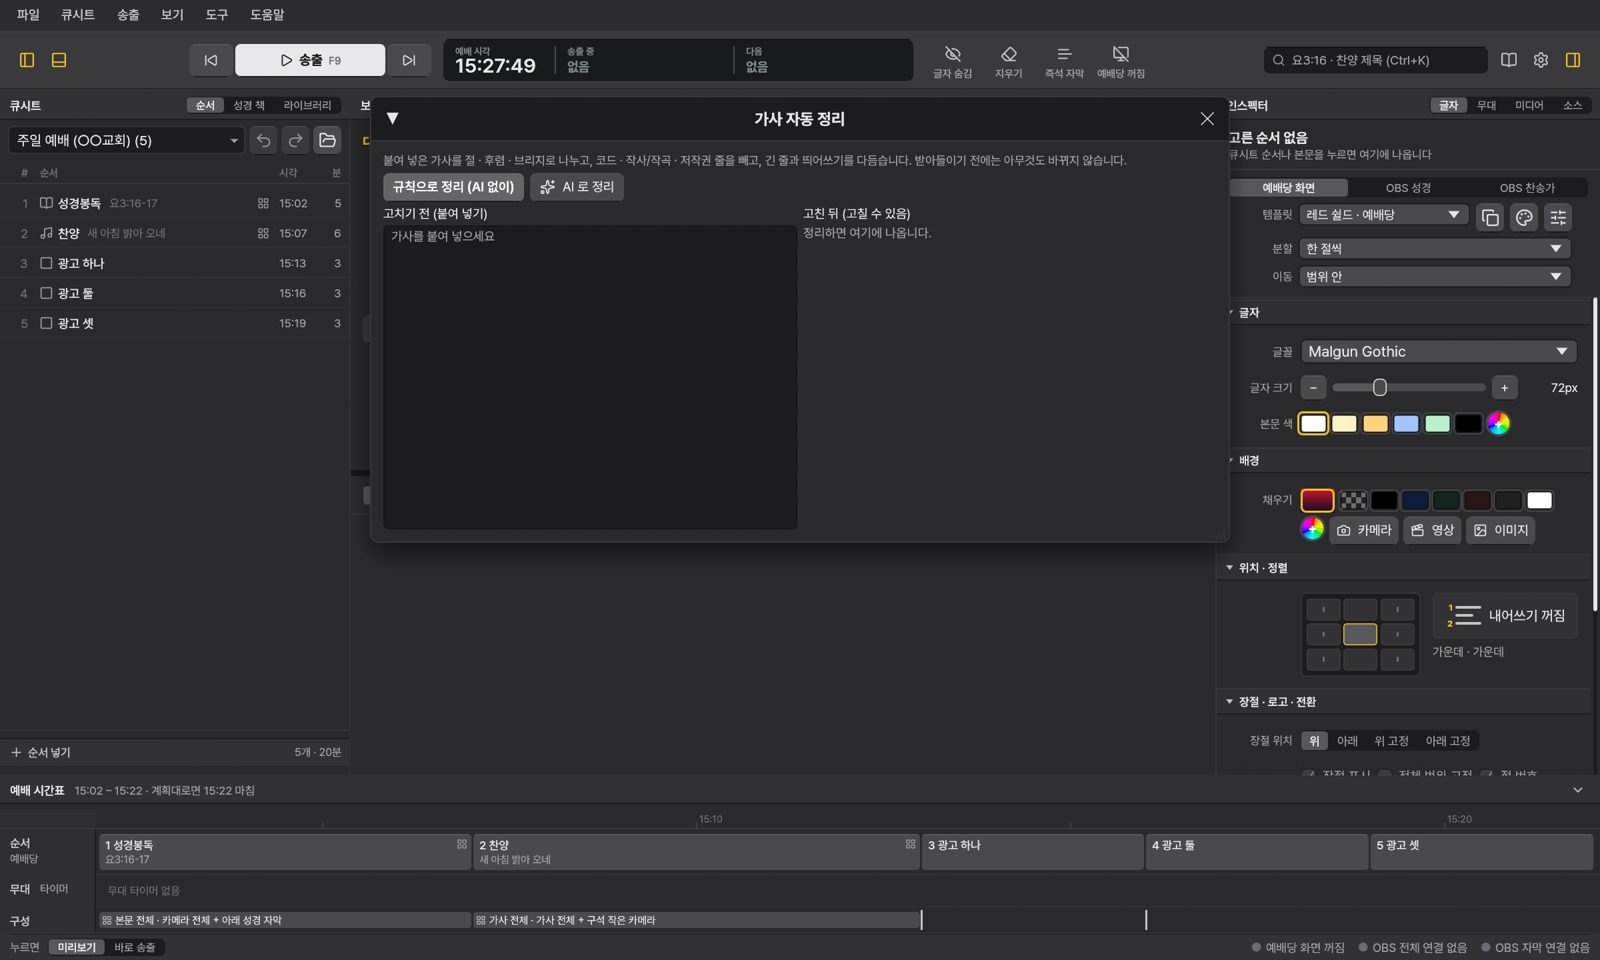 파일 큐시트 송출 보기 도구 도움말
송출 F9
예배 시각
15:27:49
송출 중
없음
다음
없음
글자 숨김 지우기 즉석 자막 예배당 꺼짐
요3:16 · 찬양 제목 (Ctrl+K)
큐시트
순서 성경 책 라이브러리
주일 예배 (〇〇교회) (5)
# 순서 시각 분
1 성경봉독 요3:16-17 15:02 5
2 찬양 새 아침 밝아 오네 15:07 6
3 광고 하나 15:13 3
4 광고 둘 15:16 3
5 광고 셋 15:19 3
+ 순서 넣기 5개 · 20분
가사 자동 정리
붙여 넣은 가사를 절 · 후렴 · 브리지로 나누고, 코드 · 작사/작곡 · 저작권 줄을 빼고, 긴 줄과 띄어쓰기를 다듬습니다. 받아들이기 전에는 아무것도 바뀌지 않습니다.
규칙으로 정리 (AI 없이) AI 로 정리
고치기 전 (붙여 넣기)
가사를 붙여 넣으세요
고친 뒤 (고칠 수 있음)
정리하면 여기에 나옵니다.
인스펙터
글자 무대 미디어 소스
고른 순서 없음
큐시트 순서나 본문을 누르면 여기에 나옵니다
예배당 화면 OBS 성경 OBS 찬송가
템플릿 레드 쉴드 · 예배당
분할 한 절씩
이동 범위 안
글자
글꼴 Malgun Gothic
글자 크기 − + 72px
본문 색
배경
채우기
카메라 영상 이미지
위치 · 정렬
1
2
내어쓰기 꺼짐
가운데 · 가운데
장절 · 로고 · 전환
장절 위치 위 아래 위 고정 아래 고정
예배 시간표 15:02 – 15:22 · 계획대로면 15:22 마침
15:10 15:20
순서
예배당
1 성경봉독
요3:16-17
2 찬양
새 아침 밝아 오네
3 광고 하나
4 광고 둘
5 광고 셋
무대 타이머 무대 타이머 없음
구성 본문 전체 · 카메라 전체 + 아래 성경 자막 가사 전체 · 가사 전체 + 구석 작은 카메라
누르면 미리보기 바로 송출
예배당 화면 꺼짐 OBS 전체 연결 없음 OBS 자막 연결 없음